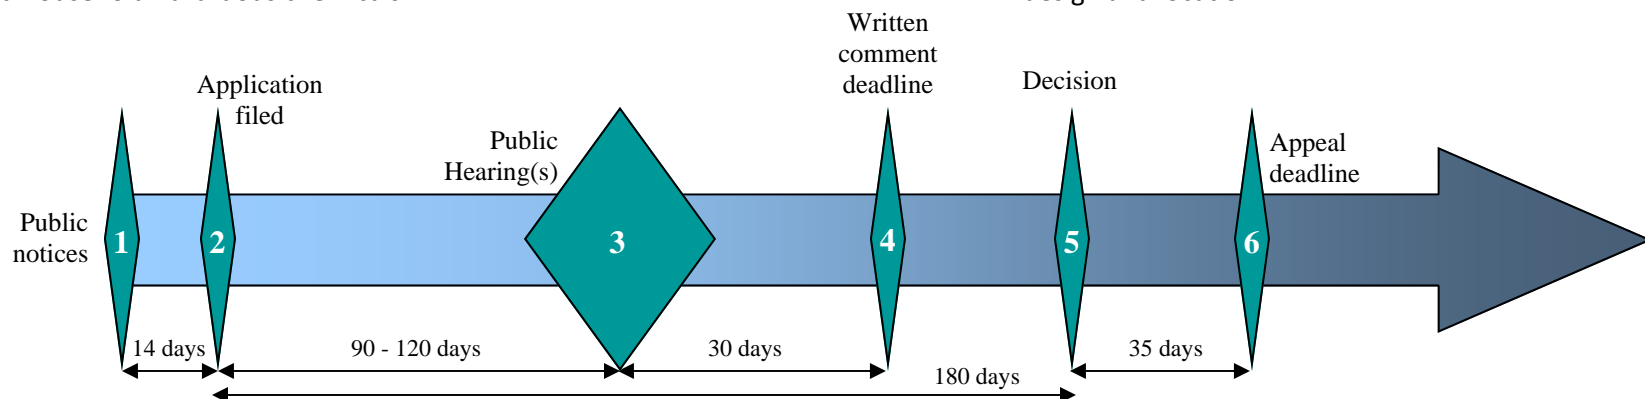 Written
comment
deadline
Application
filed
Decision
Public
Hearing(s)
Appeal
deadline
Public
notices
1
2
3
4
5
6
14 days
90 - 120 days
30 days
35 days
180 days